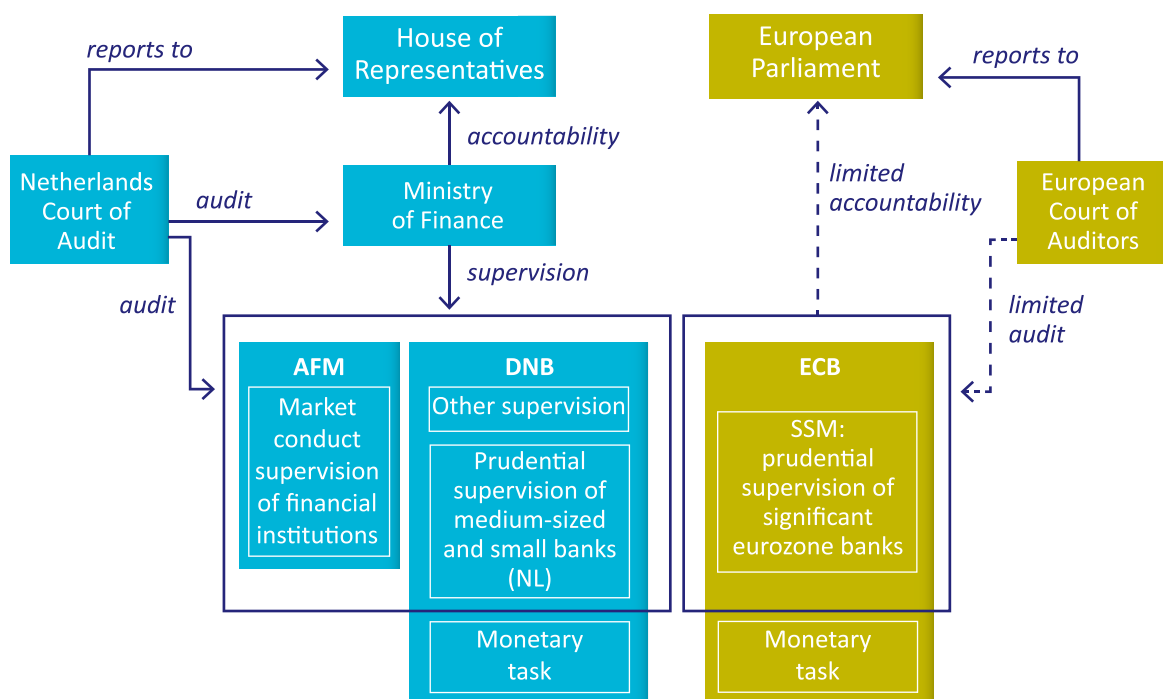 reports to
House of
Representatives
European
Parliament
reports to
accountability
limited
accountability
Netherlands
Court of
Audit
audit
Ministry
of Finance
European
Court of
Auditors
supervision
audit
limited
audit
AFM
Market
conduct
supervision
of financial
institutions
DNB
Other supervision
Prudential
supervision of
medium-sized
and small banks
(NL)
Monetary
task
ECB
SSM:
prudential
supervision of
significant
eurozone banks
Monetary
task